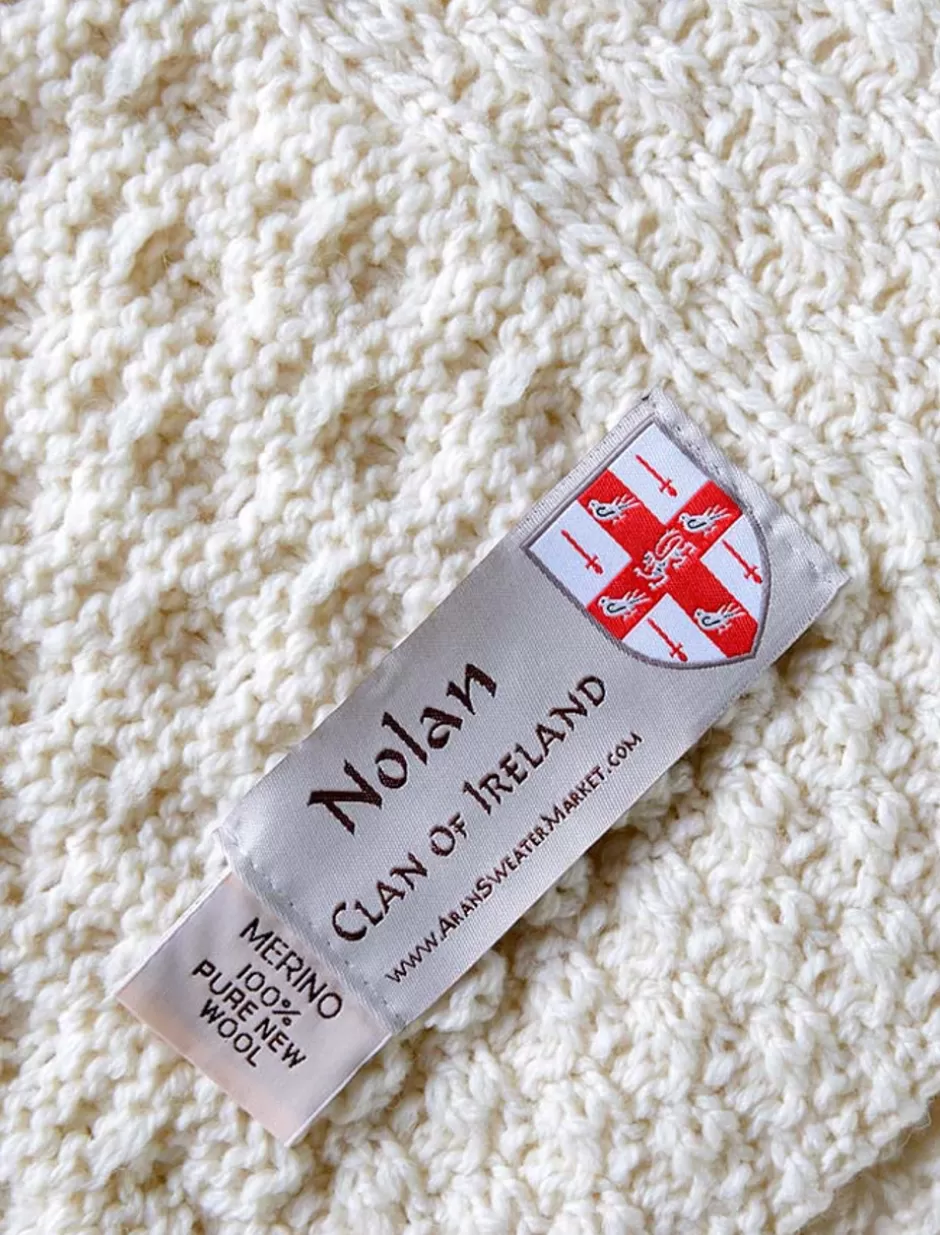 Nolan
Clan Of Ireland
www.AranSweaterMarket.com
MERINO
100%
PURE NEW
WOOL